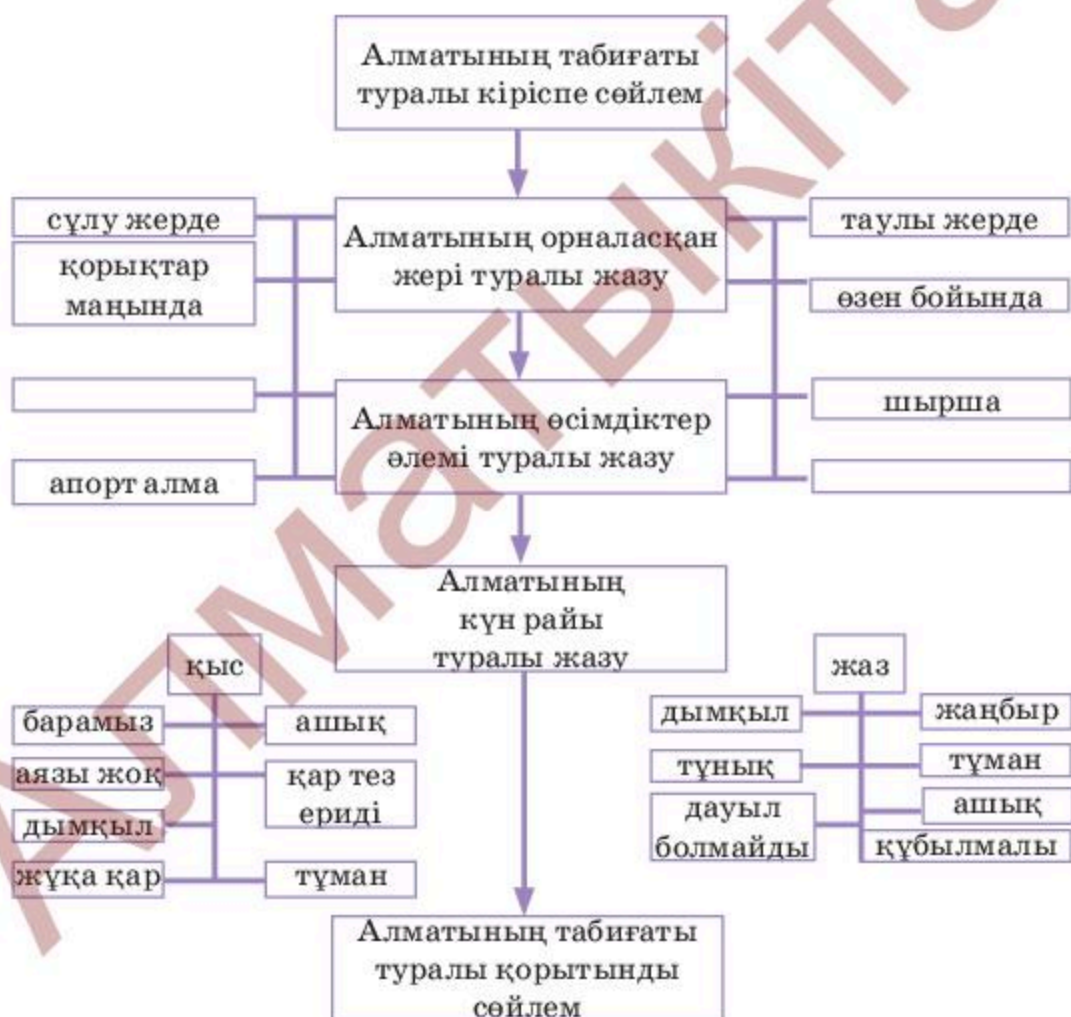 Алматының табиғаты
туралы кіріспе сөйлем
сұлу жерде
қорықтар
маңында
Алматының орналасқан
жері туралы жазу
таулы жерде
өзен бойында
апорт алма
Алматының өсімдіктер
әлемі туралы жазу
шырша
Алматының
күн райы
туралы жазу
қыс
барамыз
ашық
аязы жоқ
қар тез
ериді
дымқыл
жұқа қар
тұман
жаз
дымқыл
жаңбыр
тұнық
тұман
дауыл
болмайды
ашық
құбылмалы
Алматының табиғаты
туралы қорытынды
сөйлем
Алматыкіта